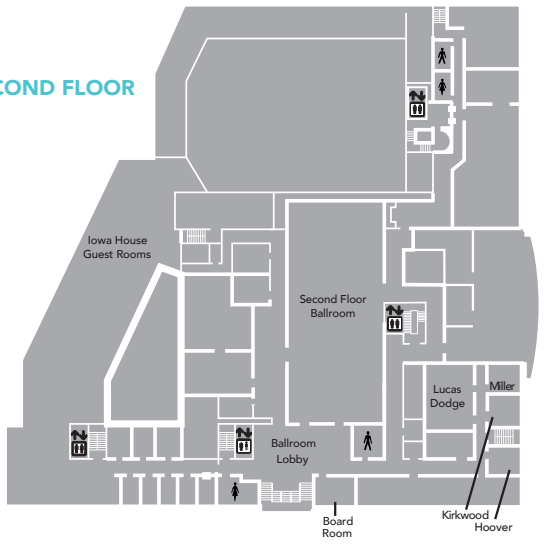 COND FLOOR
Iowa House
Guest Rooms
Second Floor
Ballroom
Lucas
Dodge
Miller
Ballroom
Lobby
Board
Room
Kirkwood
Hoover